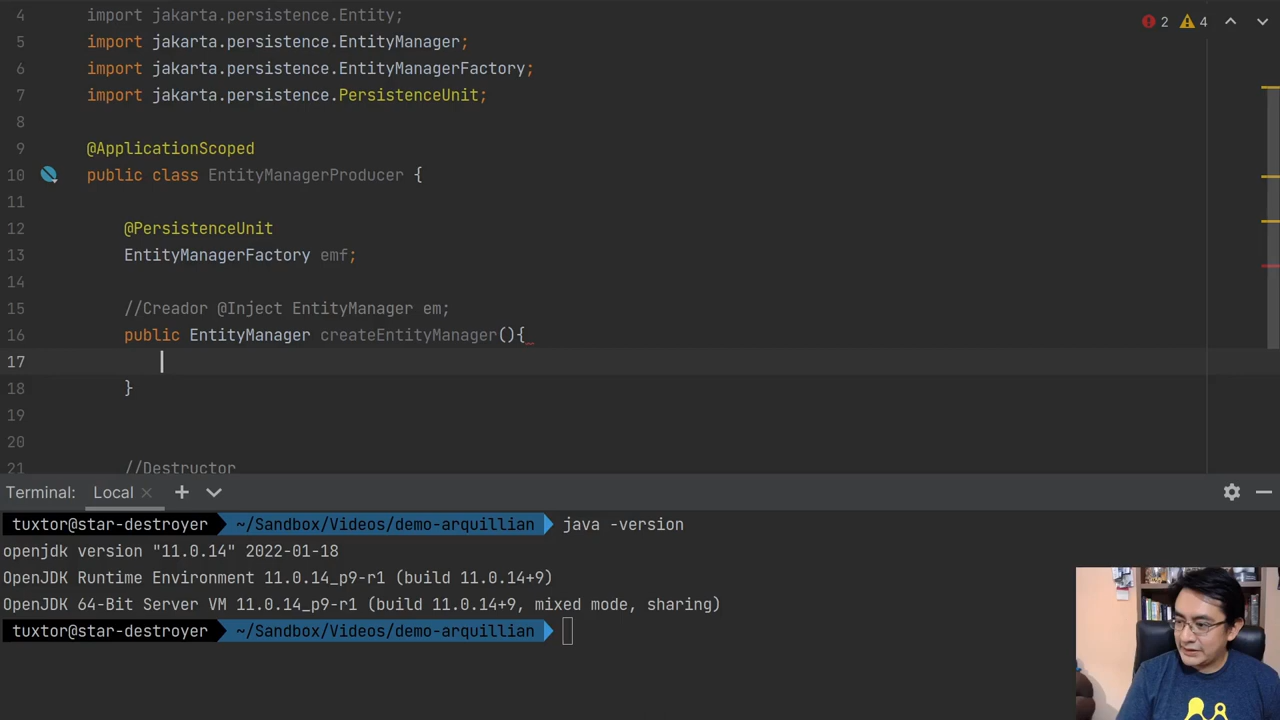 4 import jakarta.persistence.Entity;
2 4
5 import jakarta.persistence.EntityManager;
6 import jakarta.persistence.EntityManagerFactory;
7 import jakarta.persistence.PersistenceUnit;
8
9 @ApplicationScoped
10 public class EntityManagerProducer {
11
12 @PersistenceUnit
13 EntityManagerFactory emf;
14
15 //Creador @Inject EntityManager em;
16 public EntityManager createEntityManager(){
17
18 }
19
20
21 //Destructor
Terminal: Local
tuxtor@star-destroyer ~/Sandbox/Videos/demo-arquillian java -version
openjdk version "11.0.14" 2022-01-18
OpenJDK Runtime Environment 11.0.14_p9-r1 (build 11.0.14+9)
OpenJDK 64-Bit Server VM 11.0.14_p9-r1 (build 11.0.14+9, mixed mode, sharing)
tuxtor@star-destroyer ~/Sandbox/Videos/demo-arquillian